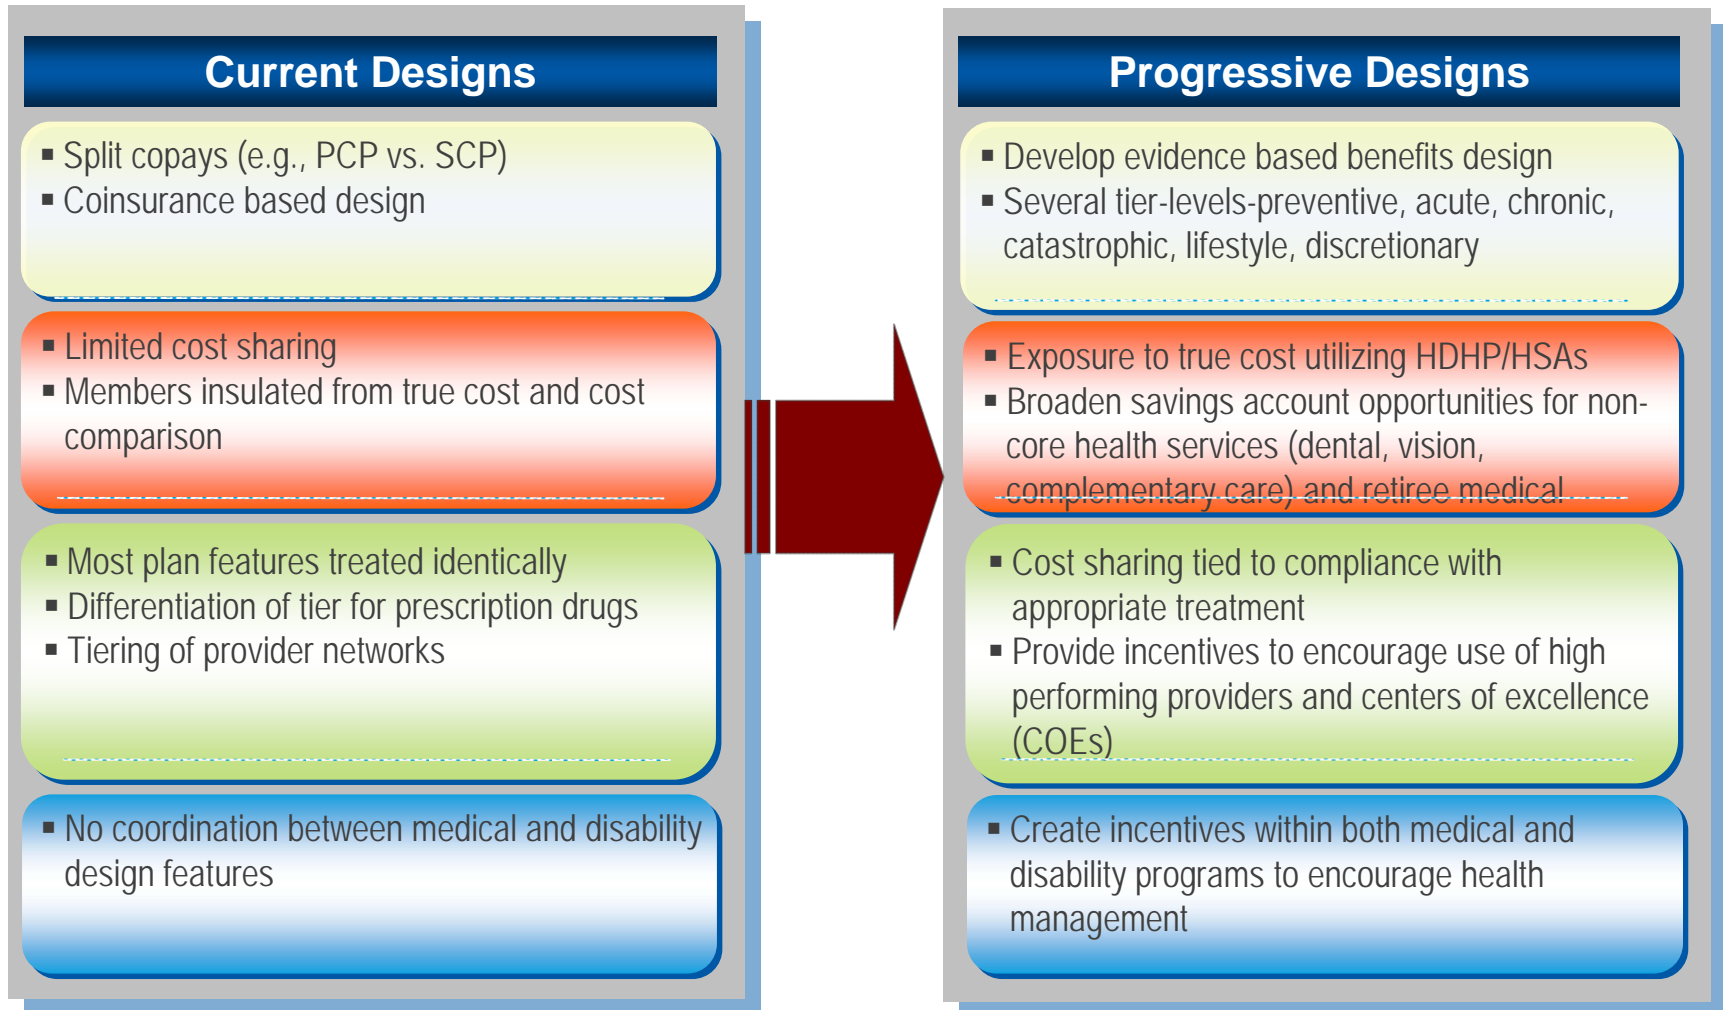 Current Designs
▪ Split copays (e.g., PCP vs. SCP)
▪ Coinsurance based design
▪ Limited cost sharing
▪ Members insulated from true cost and cost
comparison
▪ Most plan features treated identically
▪ Differentiation of tier for prescription drugs
▪ Tiering of provider networks
▪ No coordination between medical and disability
design features
Progressive Designs
▪ Develop evidence based benefits design
▪ Several tier-levels-preventive, acute, chronic,
catastrophic, lifestyle, discretionary
▪ Exposure to true cost utilizing HDHP/HSAs
▪ Broaden savings account opportunities for non-
core health services (dental, vision,
complementary care) and retiree medical
▪ Cost sharing tied to compliance with
appropriate treatment
▪ Provide incentives to encourage use of high
performing providers and centers of excellence
(COEs)
▪ Create incentives within both medical and
disability programs to encourage health
management